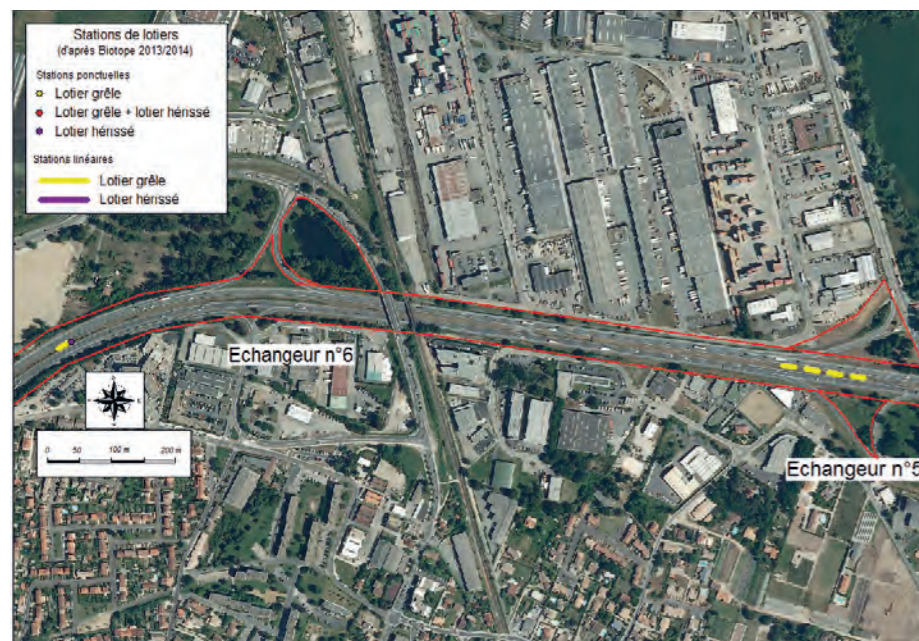 Stations de lotiers
(d'après Biotope 2013/2014)
Stations ponctuelles
Lotier grêle
Lotier grêle + lotier hérissé
Lotier hérissé
Stations linéaires
Lotier grêle
Lotier hérissé
Echangeur n°6
0 50 100 m 200 m
Echangeur n°5